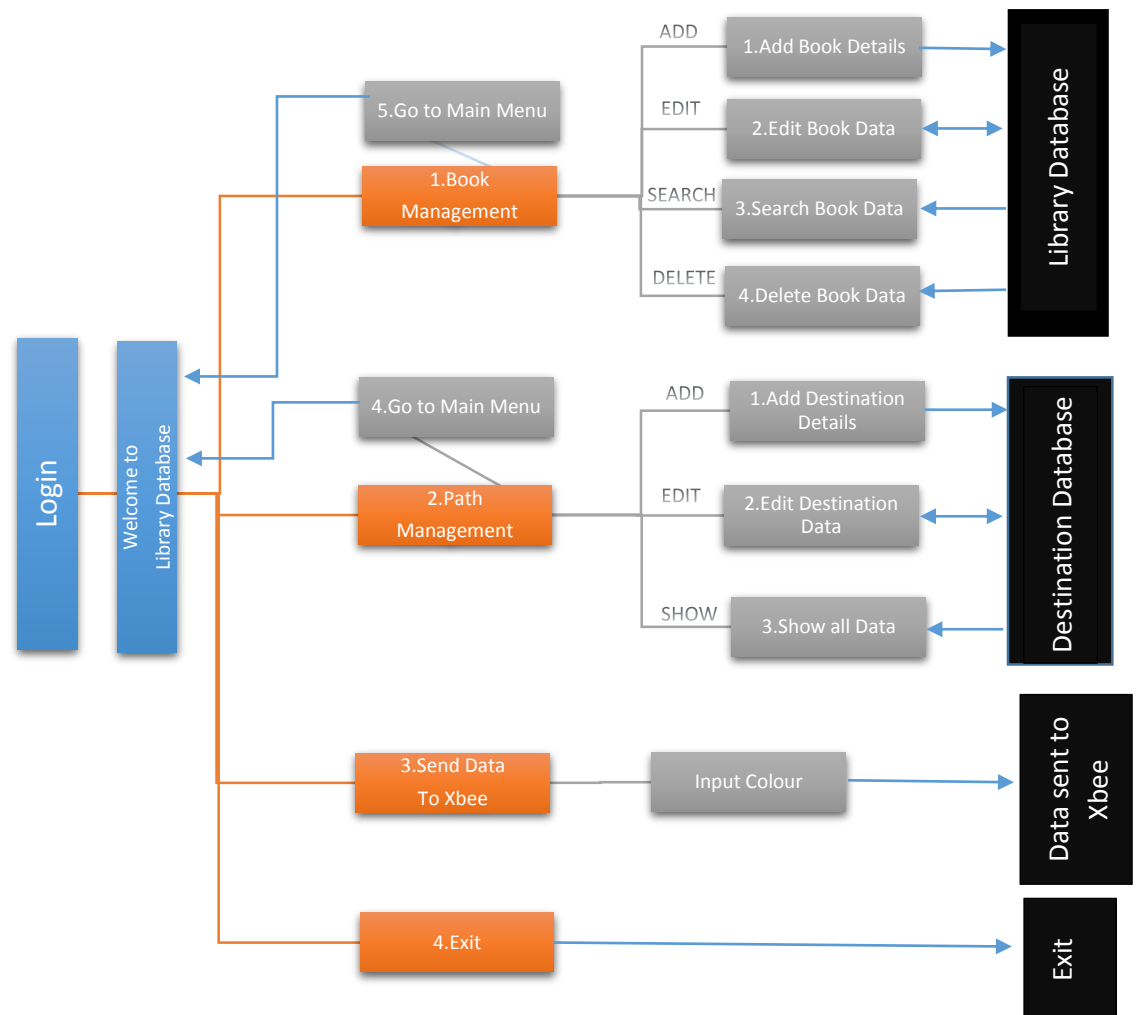 Login
Welcome to
Library Database
5.Go to Main Menu
1.Book
Management
ADD
1.Add Book Details
EDIT
2.Edit Book Data
SEARCH
3.Search Book Data
DELETE
4.Delete Book Data
Library Database
4.Go to Main Menu
2.Path
Management
ADD
1.Add Destination
Details
EDIT
2.Edit Destination
Data
SHOW
3.Show all Data
Destination Database
3.Send Data
To Xbee
Input Colour
Data sent to
Xbee
4.Exit
Exit